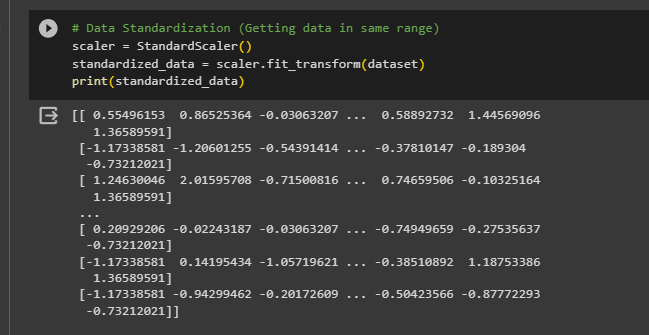 # Data Standardization (Getting data in same range)
scaler = StandardScaler()
standardized_data = scaler.fit_transform(dataset)
print(standardized_data)
[[ 0.55496153  0.86525364 -0.03063207 ...  0.58892732  1.44569096
   1.36589591]
 [-1.17338581 -1.20601255 -0.54391414 ... -0.37810147 -0.189304
  -0.73212021]
 [ 1.24630046  2.01595708 -0.71500816 ...  0.74659506 -0.10325164
   1.36589591]
 ...
 [ 0.20929206 -0.02243187 -0.03063207 ... -0.74949659 -0.27535637
  -0.73212021]
 [-1.17338581  0.14195434 -1.05719621 ... -0.38510892  1.18753386
   1.36589591]
 [-1.17338581 -0.94299462 -0.20172609 ... -0.50423566 -0.87772293
  -0.73212021]]